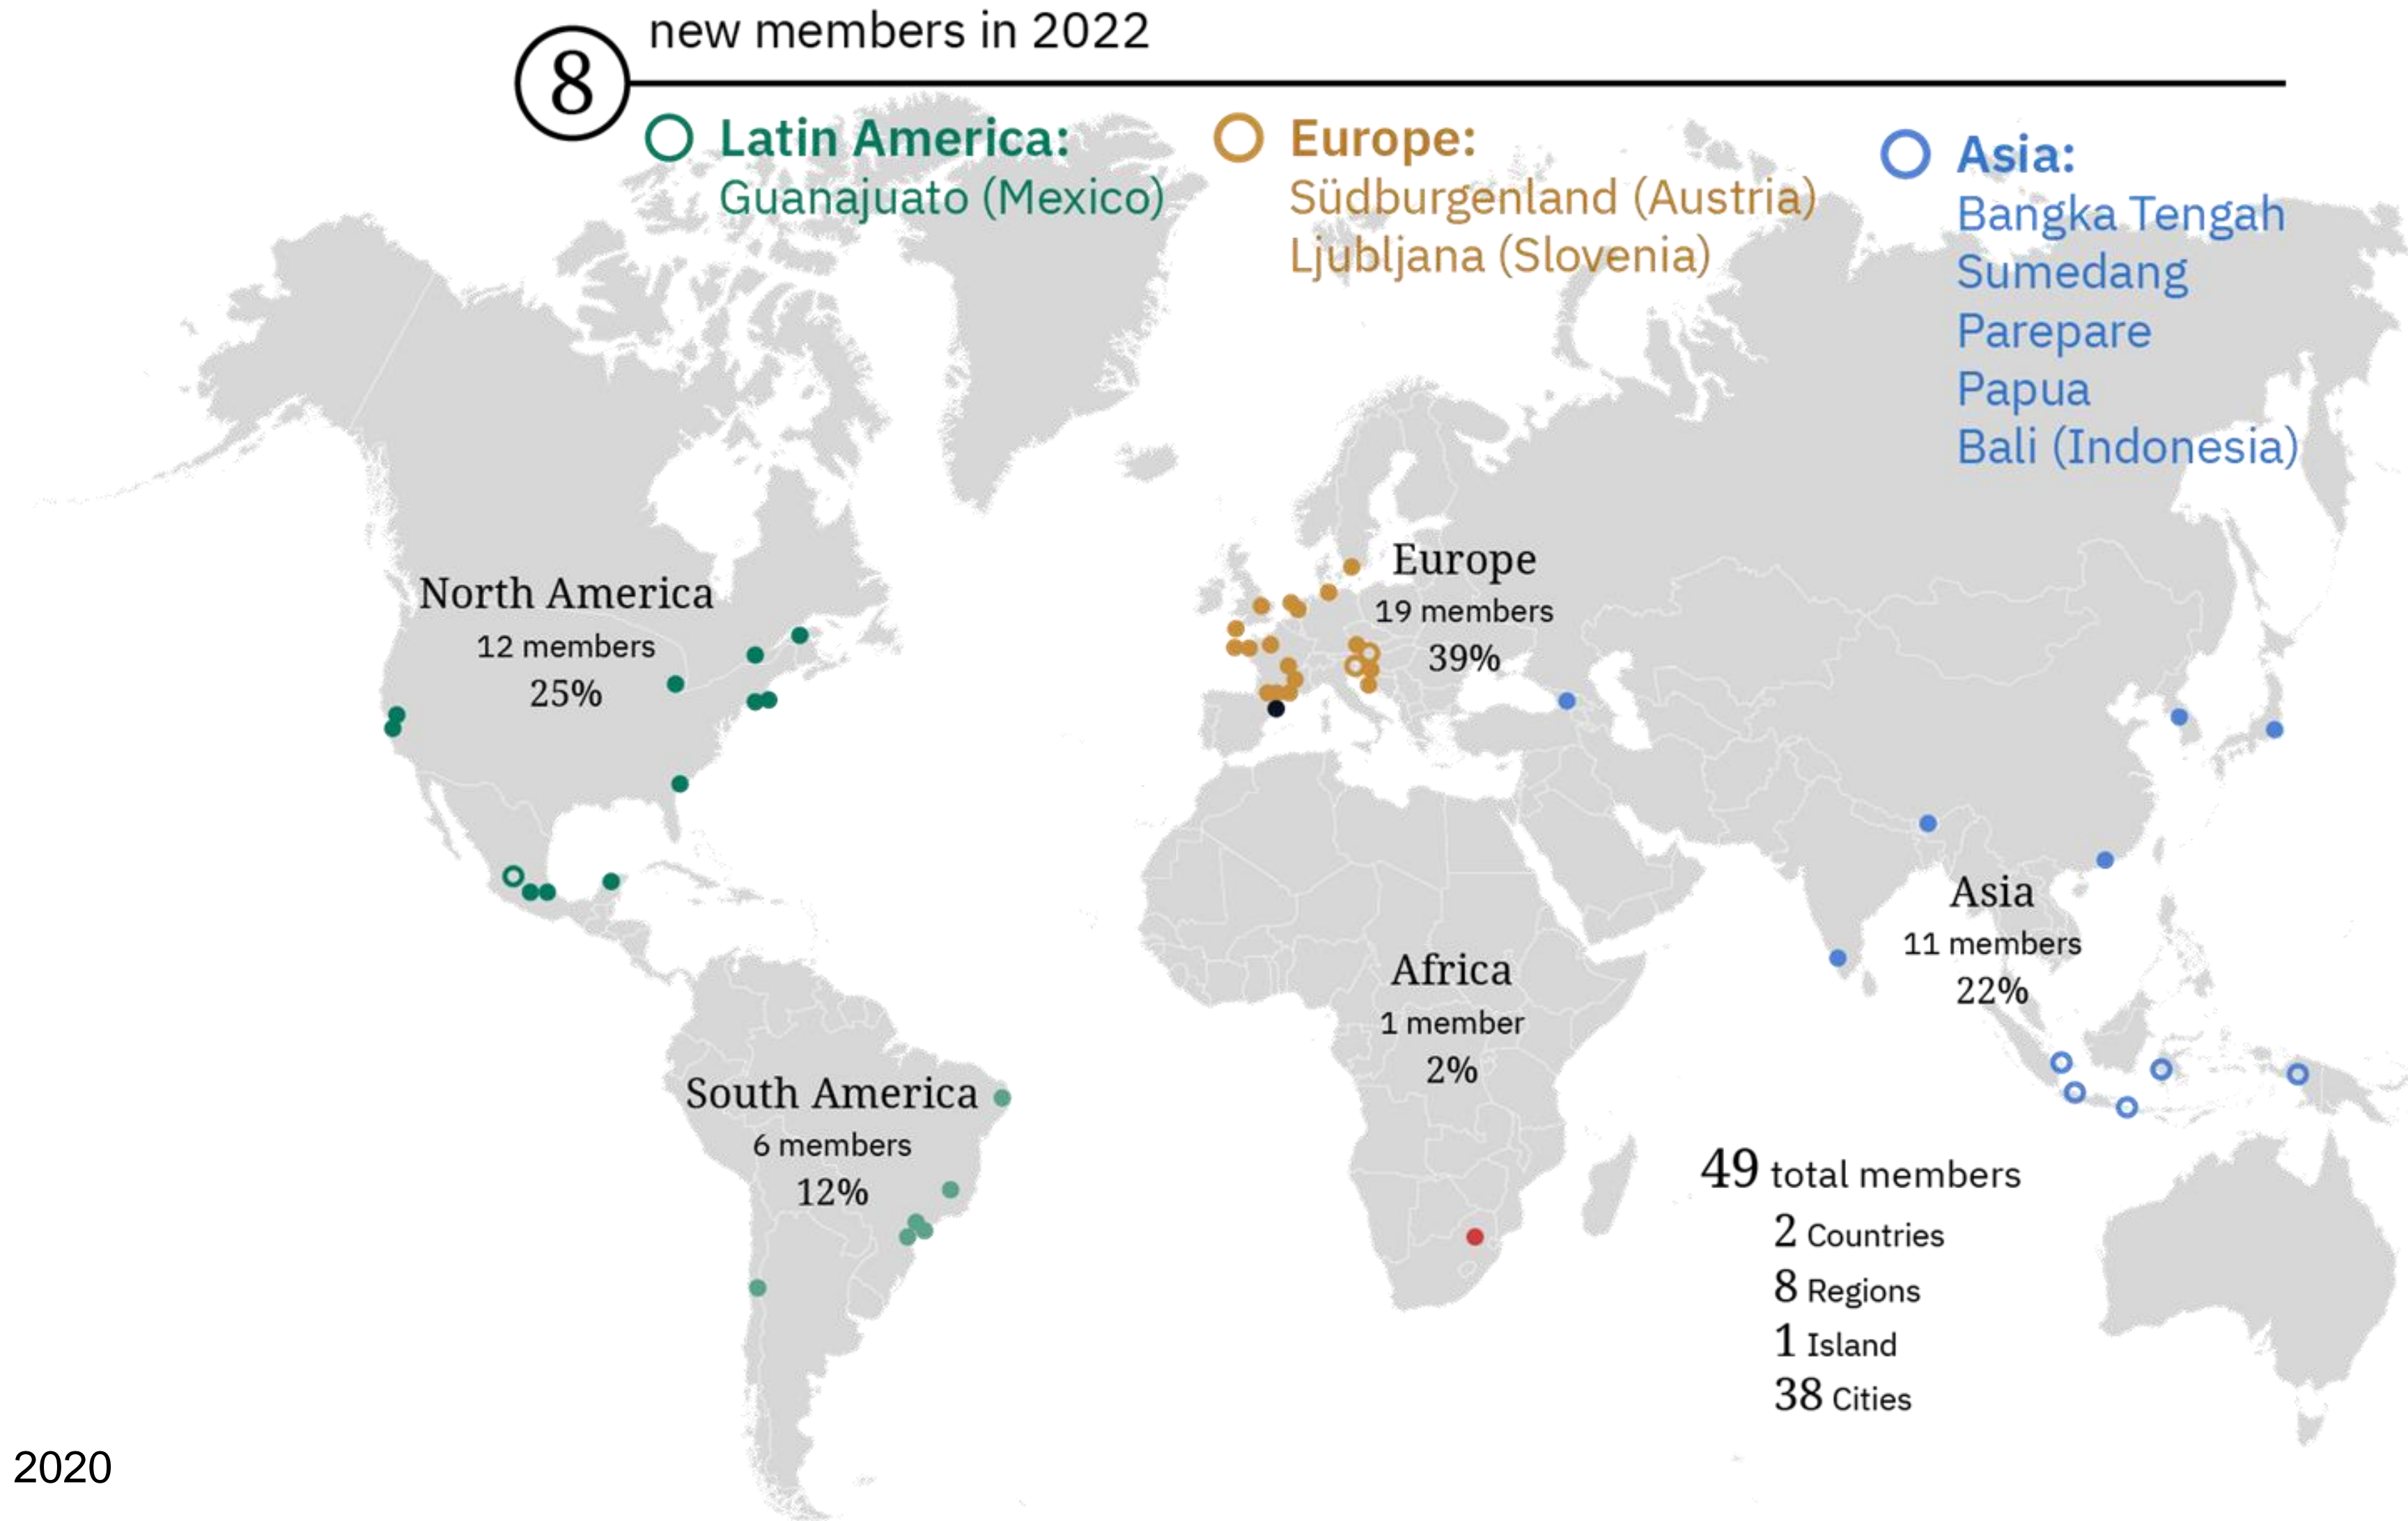 8
new members in 2022
Latin America:
Guanajuato (Mexico)
Europe:
Südburgenland (Austria)
Ljubljana (Slovenia)
Asia:
Bangka Tengah
Sumedang
Parepare
Papua
Bali (Indonesia)
North America
12 members
25%
Europe
19 members
39%
Asia
11 members
22%
Africa
1 member
2%
South America
6 members
12%
49 total members
2 Countries
8 Regions
1 Island
38 Cities
2020